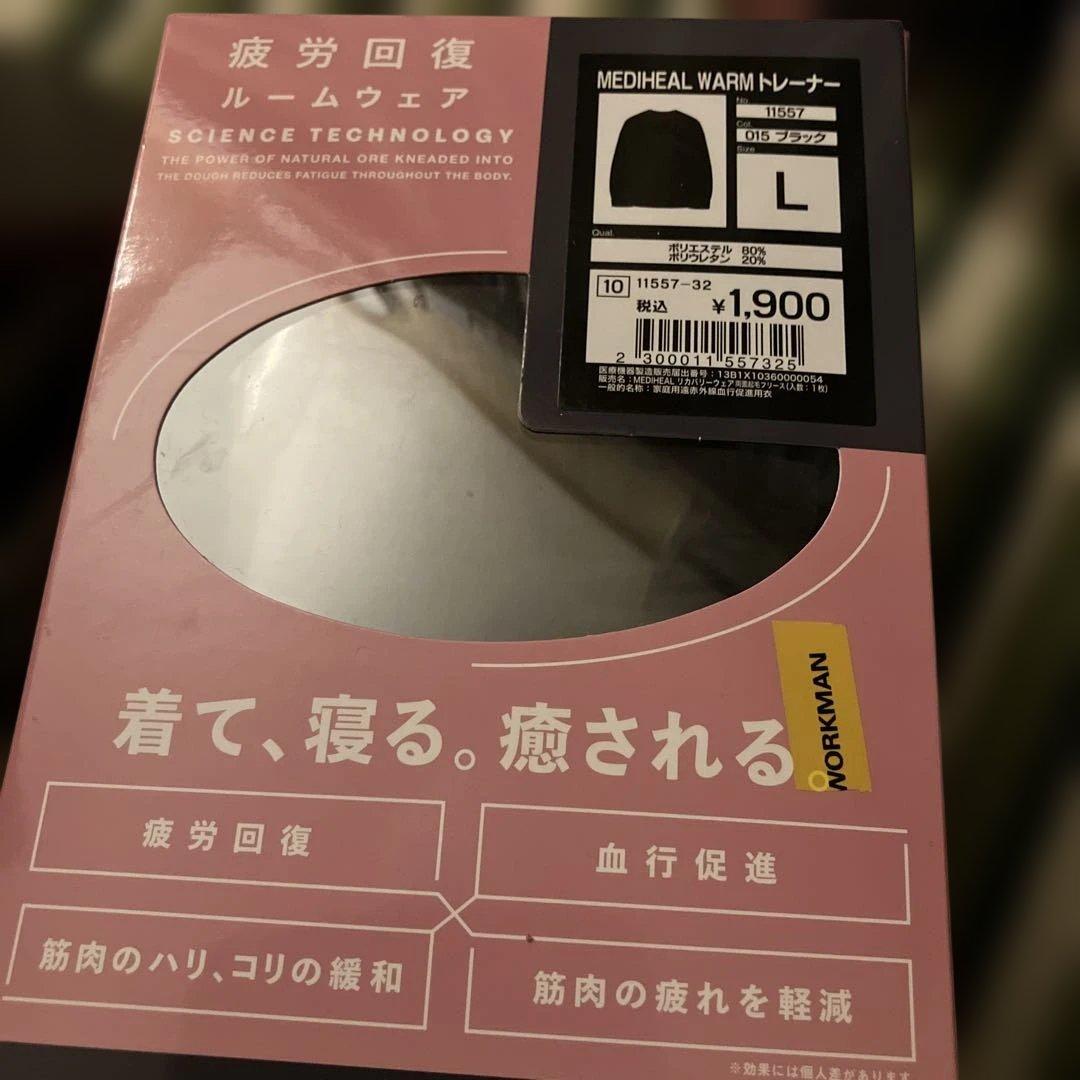 疲労回復
ルームウェア
SCIENCE TECHNOLOGY
THE POWER OF NATURAL ORE KNEADED INTO
THE DOUGH REDUCES FATIGUE THROUGHOUT THE BODY.
MEDIHEAL WARMトレーナー
No.
11557
Col.
015 ブラック
Size
L
Qual.
ポリエステル 80%
ポリウレタン 20%
10 11557-32
税込 ¥1,900
2 300011 557325
医療機器製造販売届出番号：13B1X10360000054
販売名：MEDIHEAL リカバリーウェア両面起毛フリース(入数：1枚)
一般的名称：家庭用遠赤外線血行促進用衣
着て、寝る。癒される
WORKMAN
疲労回復
血行促進
筋肉のハリ、コリの緩和
筋肉の疲れを軽減
※効果には個人差があります